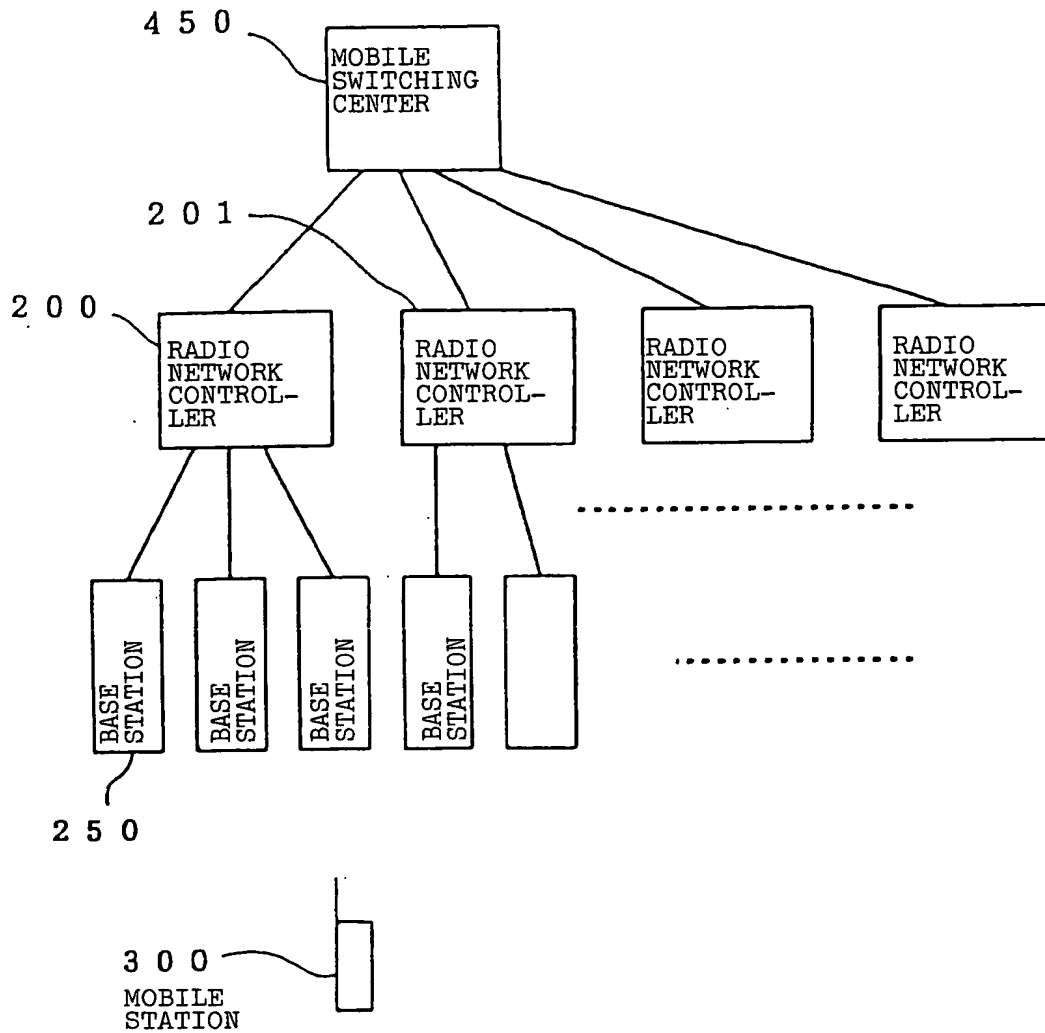 450
MOBILE
SWITCHING
CENTER
201
200
RADIO
NETWORK
CONTROL-
LER
RADIO
NETWORK
CONTROL-
LER
RADIO
NETWORK
CONTROL-
LER
RADIO
NETWORK
CONTROL-
LER
BASE
STATION
BASE
STATION
BASE
STATION
BASE
STATION
250
300
MOBILE
STATION